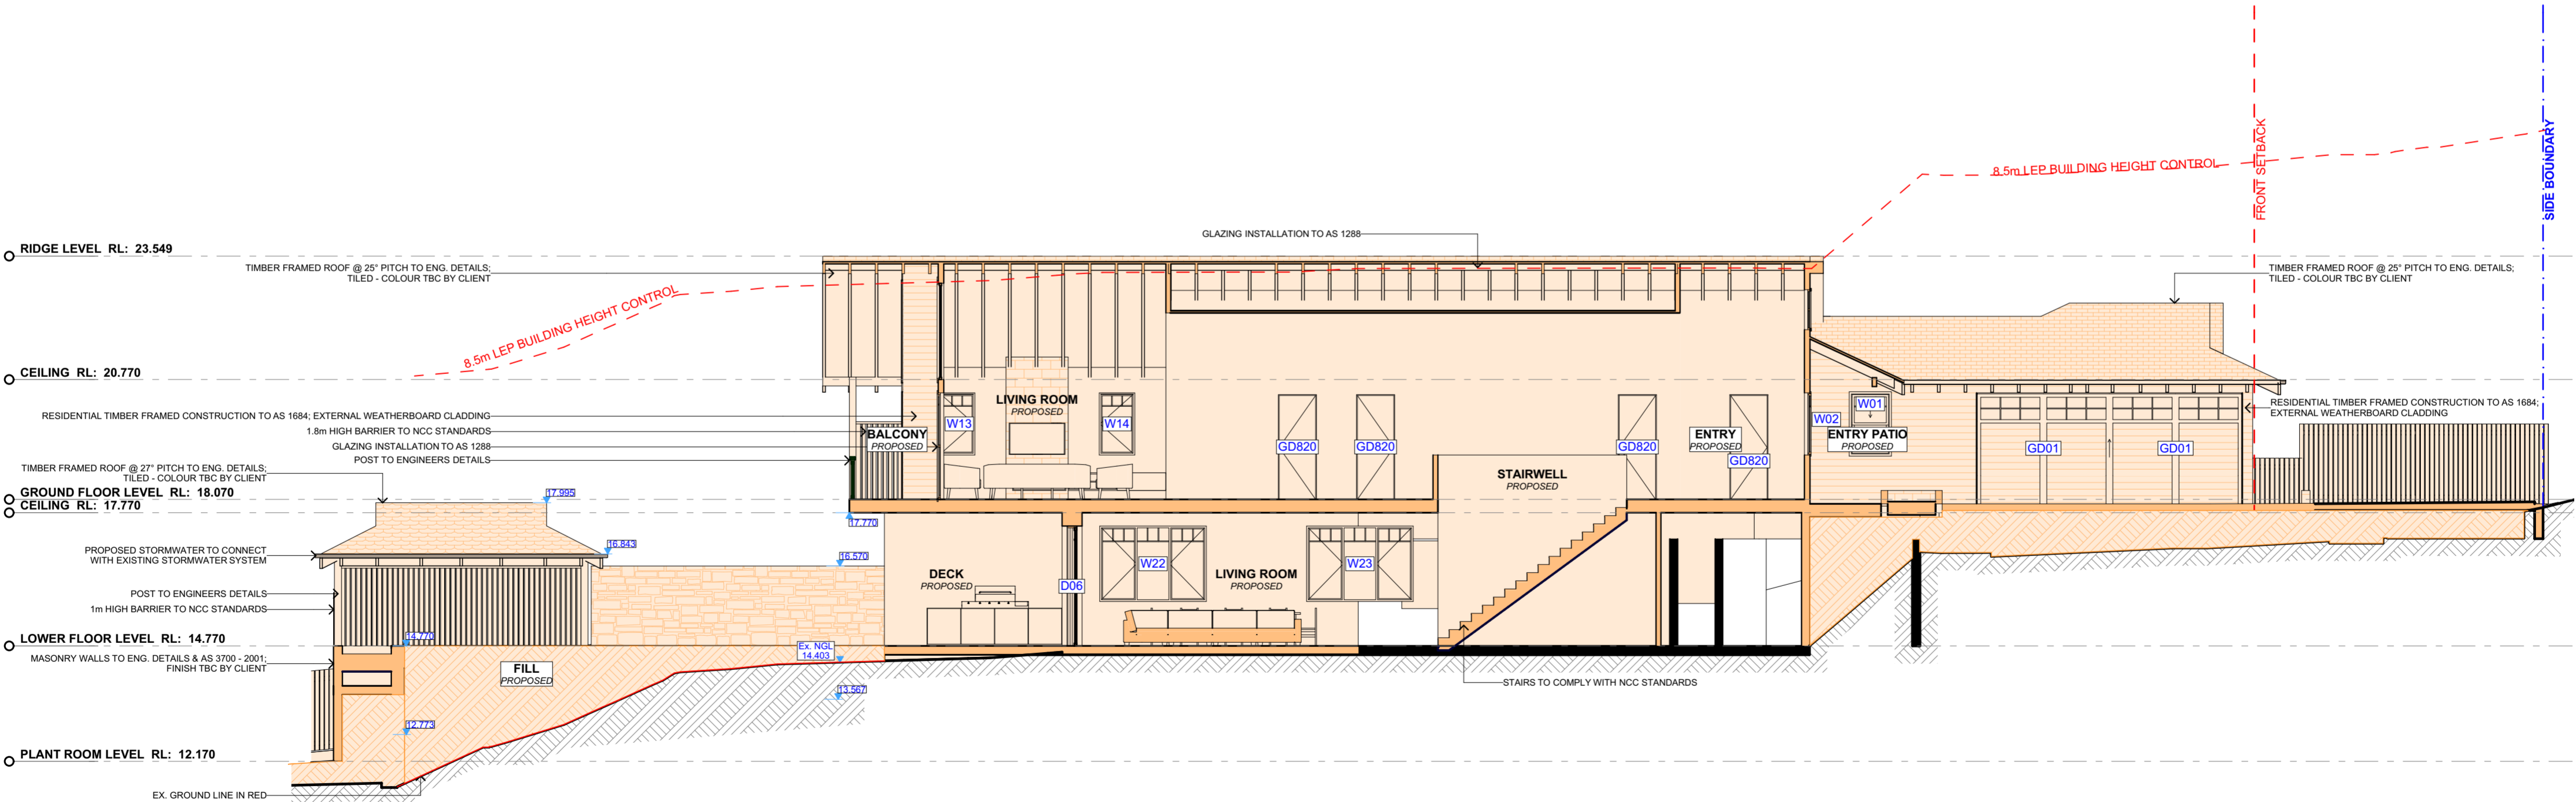 FRONT SETBACK
SIDE BOUNDARY
8.5m LEP BUILDING HEIGHT CONTROL
GLAZING INSTALLATION TO AS 1288
RIDGE LEVEL  RL:  23.549
TIMBER FRAMED ROOF @ 25° PITCH TO ENG. DETAILS;
TILED - COLOUR TBC BY CLIENT
TIMBER FRAMED ROOF @ 25° PITCH TO ENG. DETAILS;
TILED - COLOUR TBC BY CLIENT
8.5m LEP BUILDING HEIGHT CONTROL
CEILING  RL:  20.770
RESIDENTIAL TIMBER FRAMED CONSTRUCTION TO AS 1684; EXTERNAL WEATHERBOARD CLADDING
1.8m HIGH BARRIER TO NCC STANDARDS
GLAZING INSTALLATION TO AS 1288
POST TO ENGINEERS DETAILS
BALCONY
PROPOSED
W13
LIVING ROOM
PROPOSED
W14
GD820
GD820
GD820
ENTRY
PROPOSED
GD820
W02
W01
ENTRY PATIO
PROPOSED
GD01
GD01
RESIDENTIAL TIMBER FRAMED CONSTRUCTION TO AS 1684;
EXTERNAL WEATHERBOARD CLADDING
STAIRWELL
PROPOSED
TIMBER FRAMED ROOF @ 27° PITCH TO ENG. DETAILS;
TILED - COLOUR TBC BY CLIENT
GROUND FLOOR LEVEL  RL:  18.070
CEILING  RL:  17.770
17.995
17.770
16.843
16.570
PROPOSED STORMWATER TO CONNECT
WITH EXISTING STORMWATER SYSTEM
POST TO ENGINEERS DETAILS
1m HIGH BARRIER TO NCC STANDARDS
DECK
PROPOSED
D06
W22
LIVING ROOM
PROPOSED
W23
LOWER FLOOR LEVEL  RL:  14.770
14.770
MASONRY WALLS TO ENG. DETAILS & AS 3700 - 2001;
FINISH TBC BY CLIENT
FILL
PROPOSED
Ex. NGL
14.403
13.567
STAIRS TO COMPLY WITH NCC STANDARDS
12.773
PLANT ROOM LEVEL  RL:  12.170
EX. GROUND LINE IN RED